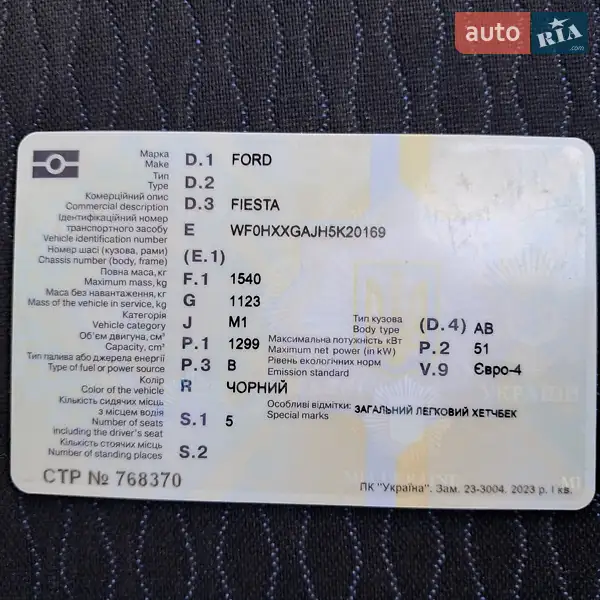 auto RIA .com
Марка
Make D.1 FORD
Тип
Type D.2
Комерційний опис
Commercial description D.3 FIESTA
Ідентифікаційний номер
транспортного засобу
Vehicle identification number E WF0HXXGAJH5K20169
Номер шасі (кузова, рами)
Chassis number (body, frame) (E.1)
Повна маса, кг
Maximum mass, kg F.1 1540
Маса без навантаження, кг
Mass of the vehicle in service, kg G 1123
Категорія
Vehicle category J M1
Тип кузова
Body type (D.4) AB
Об'єм двигуна, см³
Capacity, cm³ P.1 1299
Максимальна потужність кВт
Maximum net power (in kW) P.2 51
Тип палива або джерела енергії
Type of fuel or power source P.3 B
Рівень екологічних норм
Emission standard V.9 Євро-4
Колір
Color of the vehicle R ЧОРНИЙ
Кількість сидячих місць
з місцем водія
Number of seats
including the driver's seat S.1 5
Особливі відмітки: ЗАГАЛЬНИЙ ЛЕГКОВИЙ ХЕТЧБЕК
Special marks
Кількість стоячих місць
Number of standing places S.2
СТР № 768370
ПК "Україна". Зам. 23-3004. 2023 р. I кв.